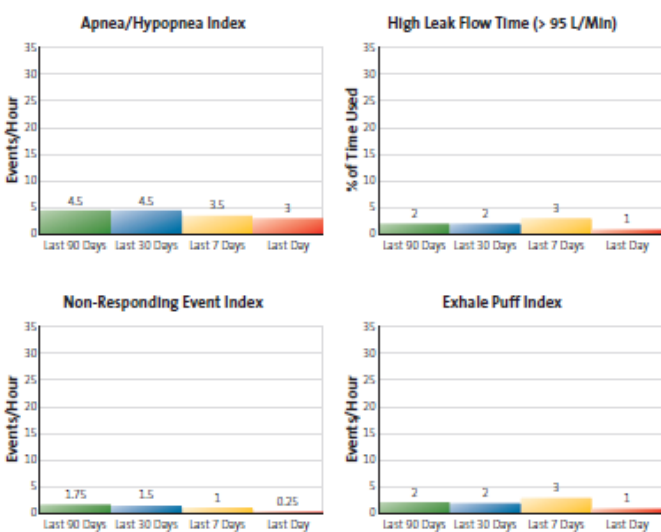 Apnea/Hypopnea Index
Events/Hour
35
30
25
20
15
10
5
0
4.5 4.5 3.5 3
Last 90 Days Last 30 Days Last 7 Days Last Day
High Leak Flow Time (> 95 L/Min)
% of Time Used
35
30
25
20
15
10
5
0
2 2 3 1
Last 90 Days Last 30 Days Last 7 Days Last Day
Non-Responding Event Index
Events/Hour
35
30
25
20
15
10
5
0
1.75 1.5 1 0.25
Last 90 Days Last 30 Days Last 7 Days Last Day
Exhale Puff Index
Events/Hour
35
30
25
20
15
10
5
0
2 2 3 1
Last 90 Days Last 30 Days Last 7 Days Last Day